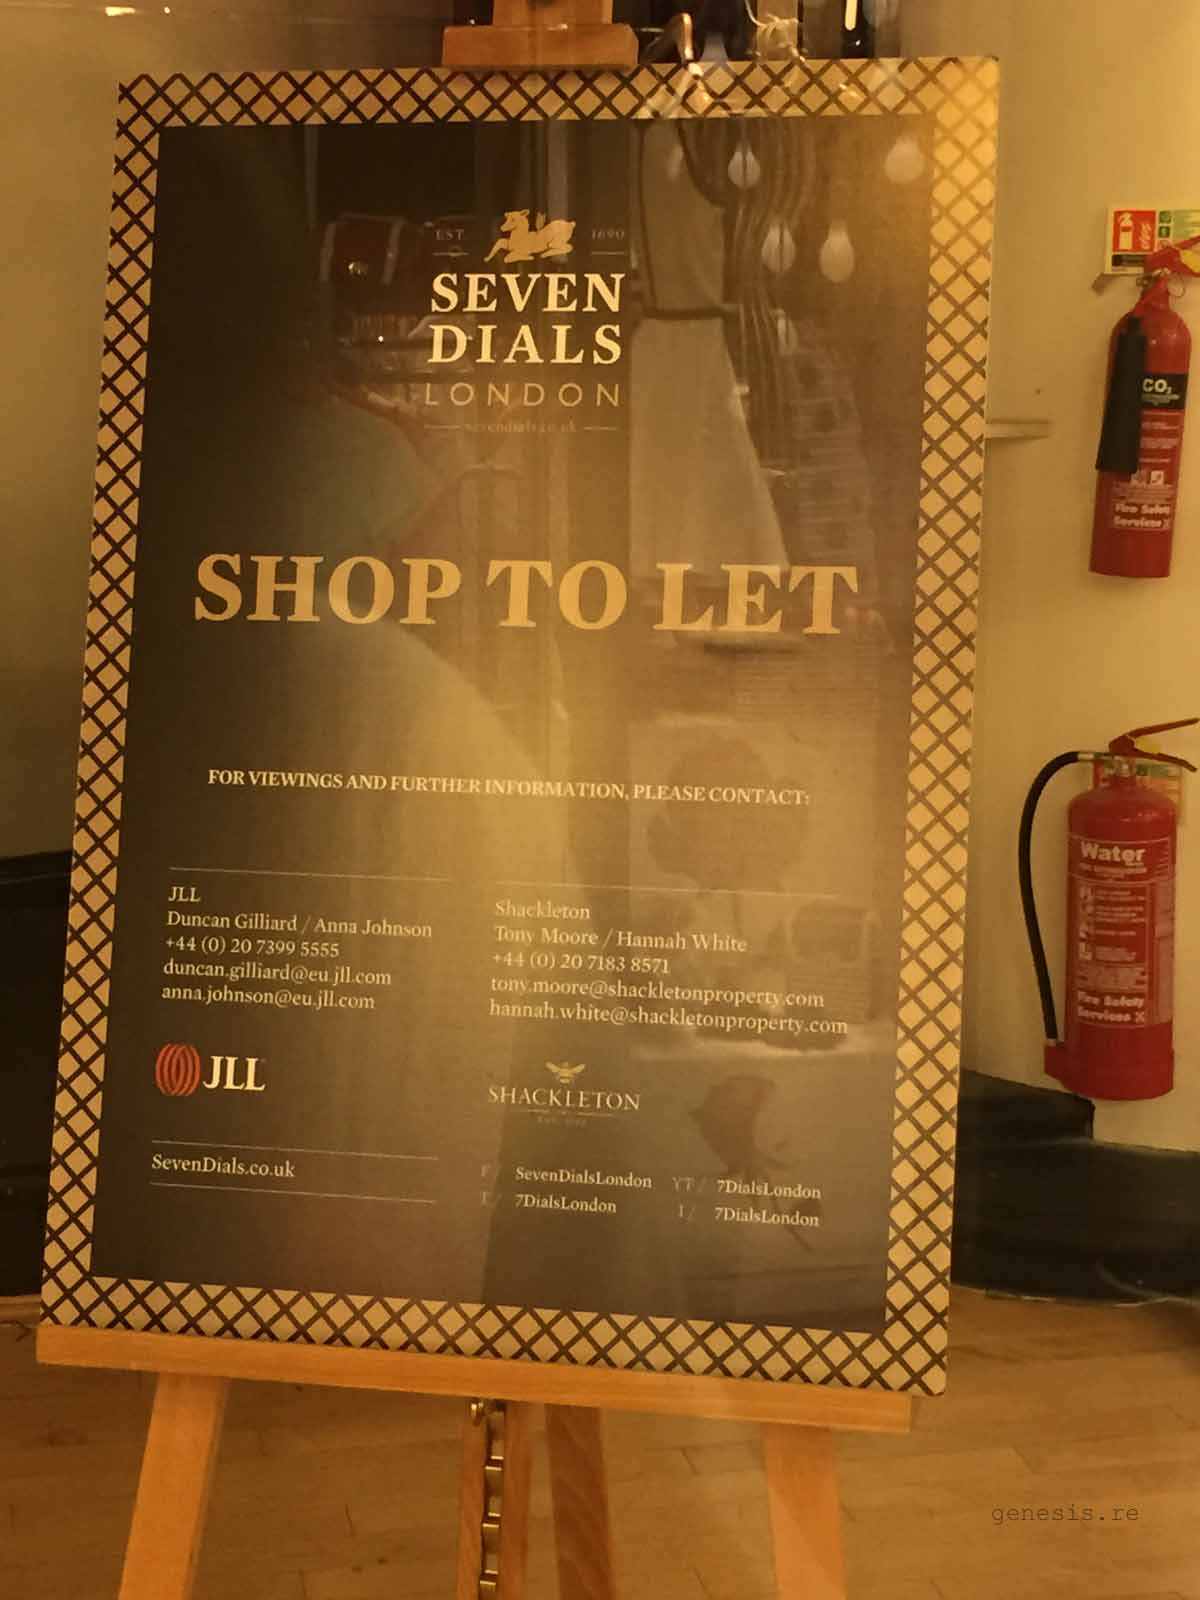 EST. 1690
SEVEN
DIALS
LONDON
sevendials.co.uk
SHOP TO LET
FOR VIEWINGS AND FURTHER INFORMATION, PLEASE CONTACT:
JLL
Duncan Gilliard / Anna Johnson
+44 (0) 20 7399 5555
duncan.gilliard@eu.jll.com
anna.johnson@eu.jll.com
JLL
Shackleton
Tony Moore / Hannah White
+44 (0) 20 7183 8571
tony.moore@shackletonproperty.com
hannah.white@shackletonproperty.com
SHACKLETON
SevenDials.co.uk
F / SevenDialsLondon YT / 7DialsLondon
7DialsLondon I / 7DialsLondon
CO2
Fire Safety
Services
Water
Fire Safety
Services
genesis.re